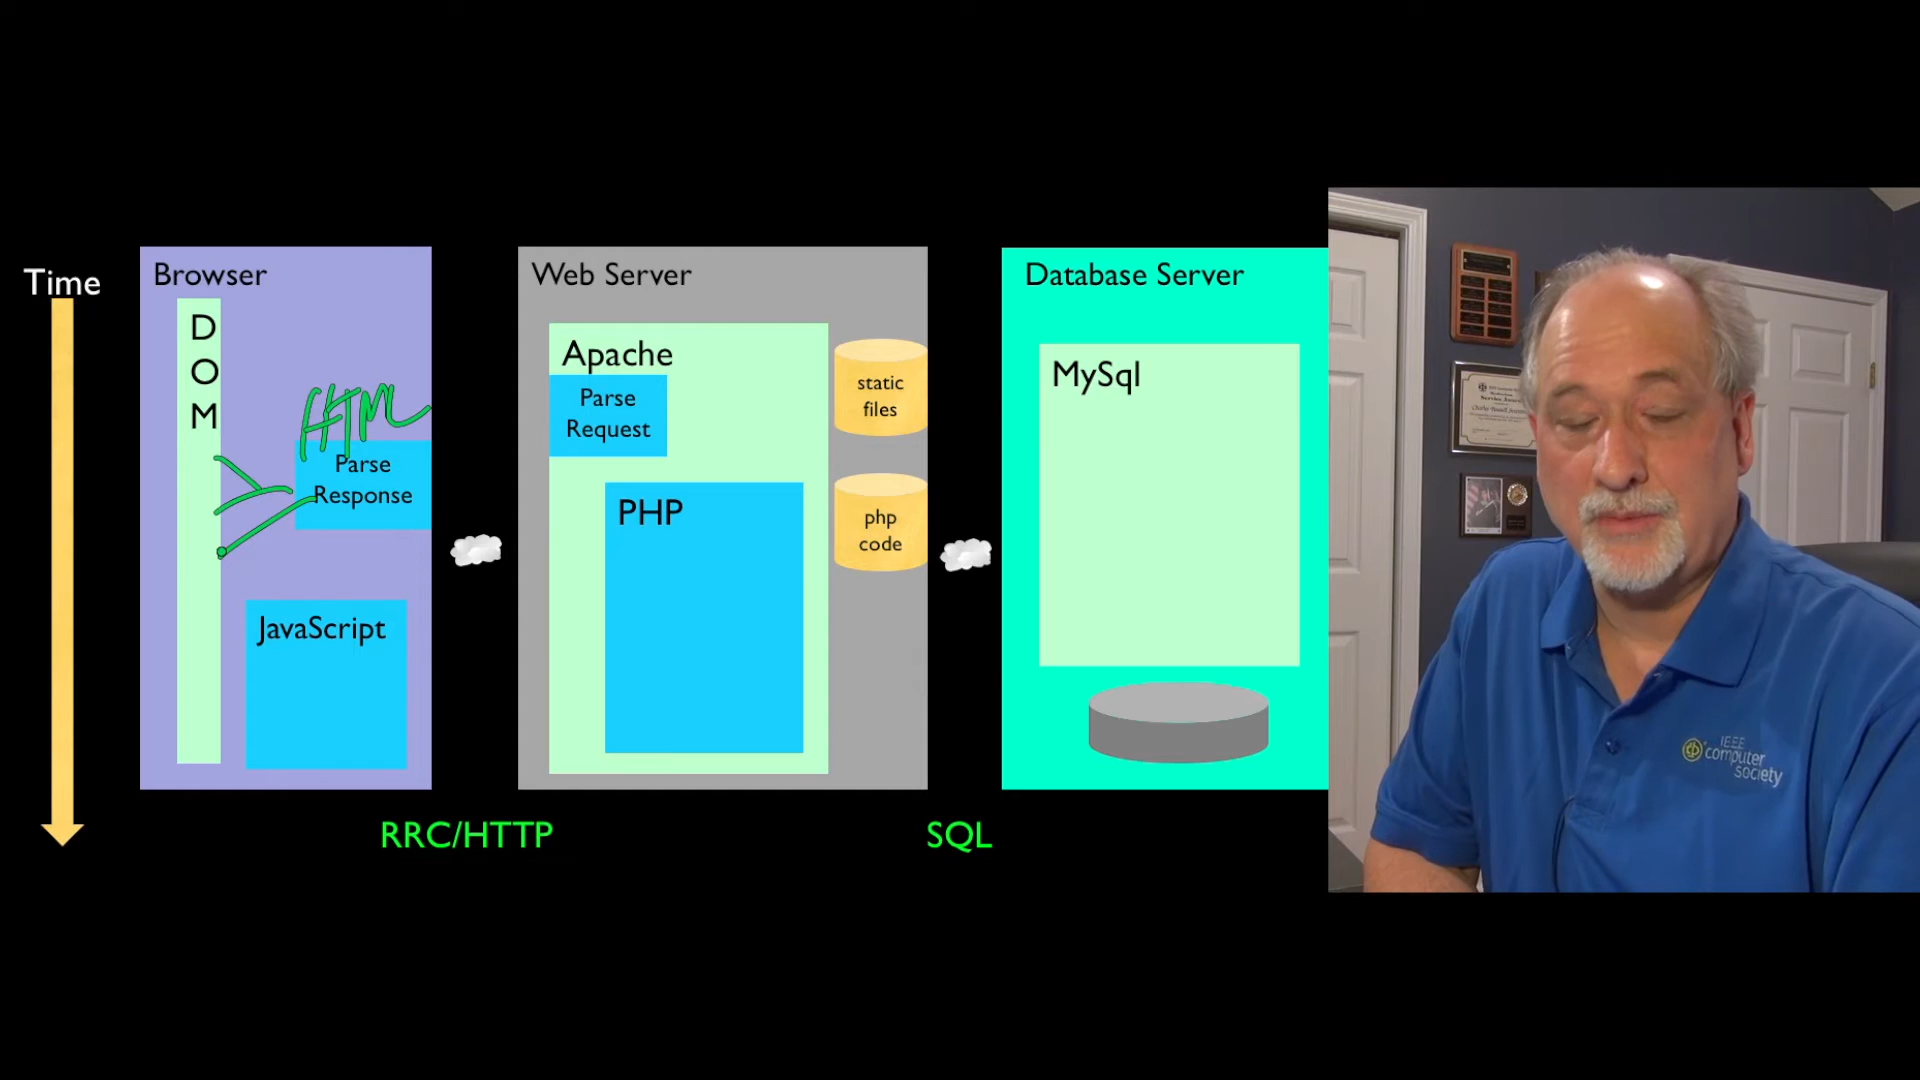 Time
Browser
D
O
M
HTML
Parse
Response
JavaScript
Web Server
Apache
Parse
Request
PHP
static
files
php
code
Database Server
MySql
RRC/HTTP
SQL
IEEE
computer
society